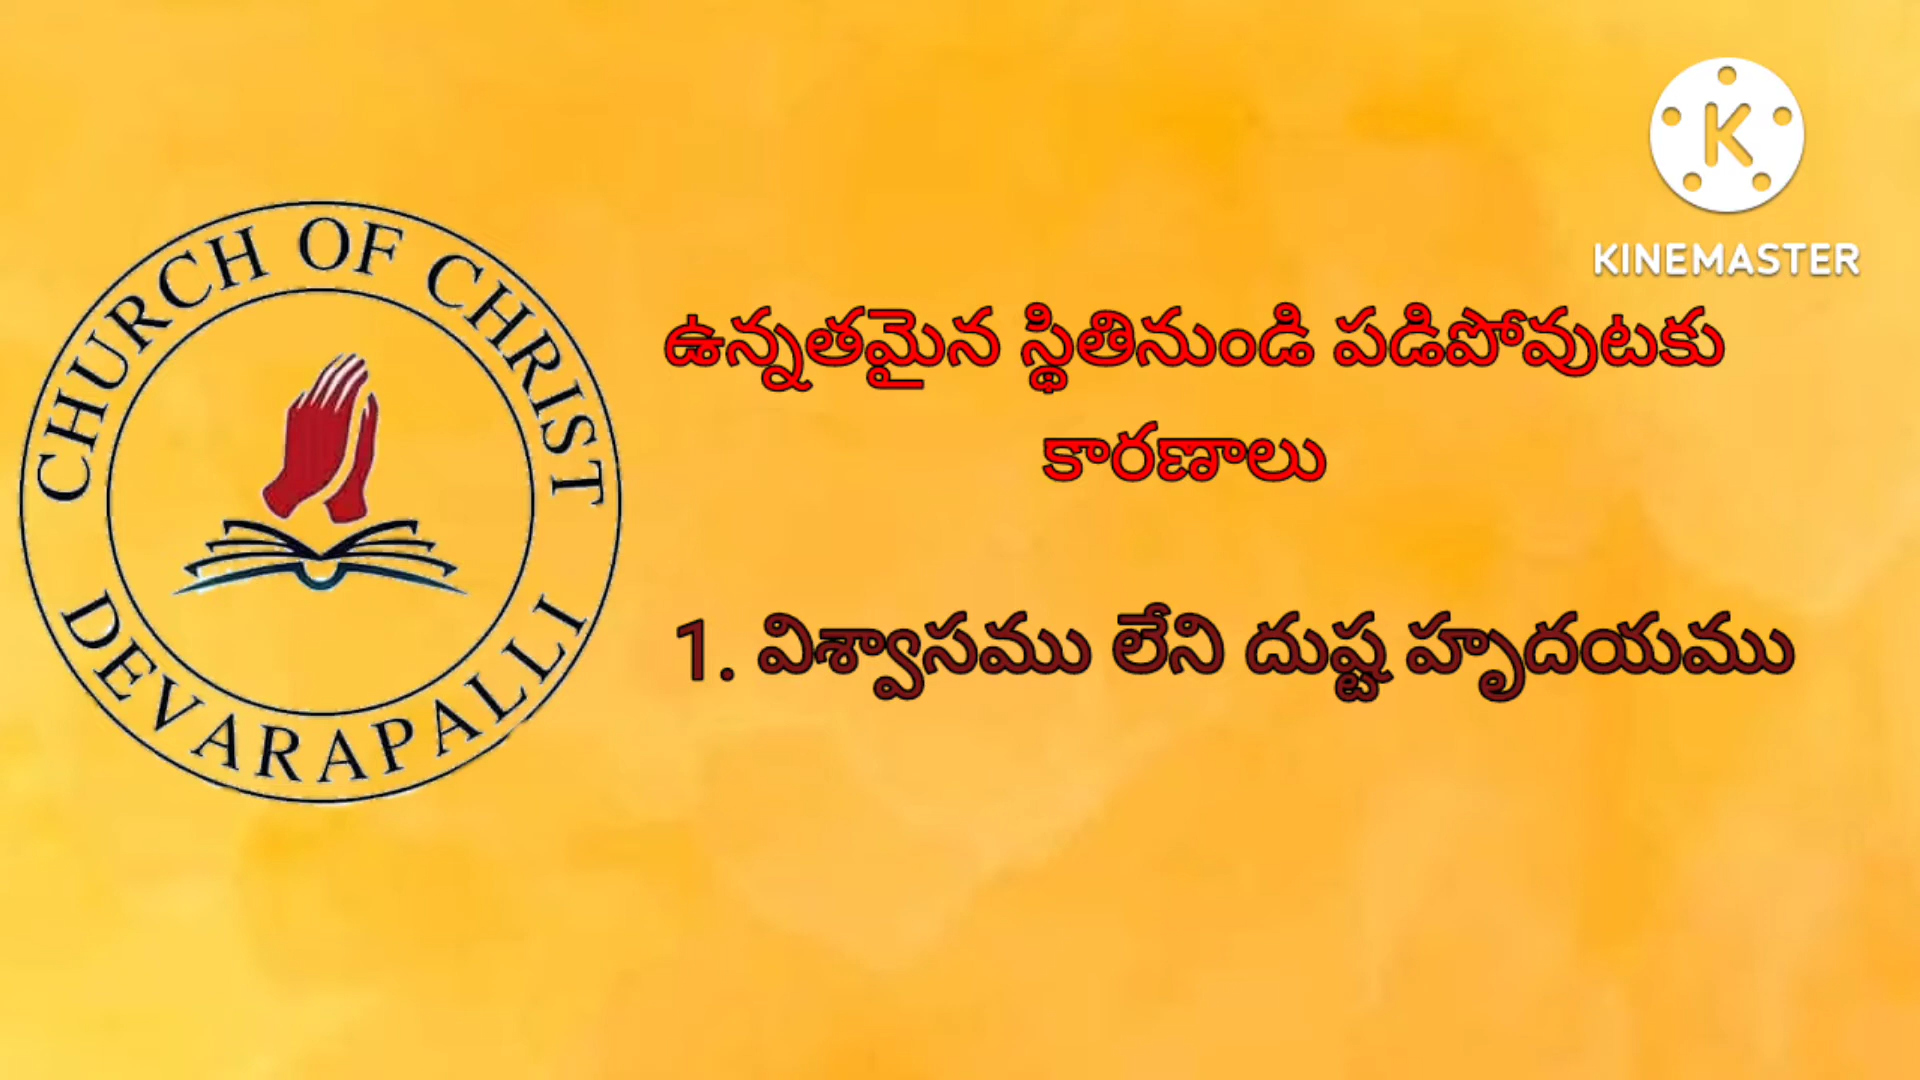 CHURCH OF CHRIST
DEVARAPALLI
KINEMASTER
ఉన్నతమైన స్థితినుండి పడిపోవుటకు
కారణాలు
1. విశ్వాసము లేని దుష్ట హృదయము